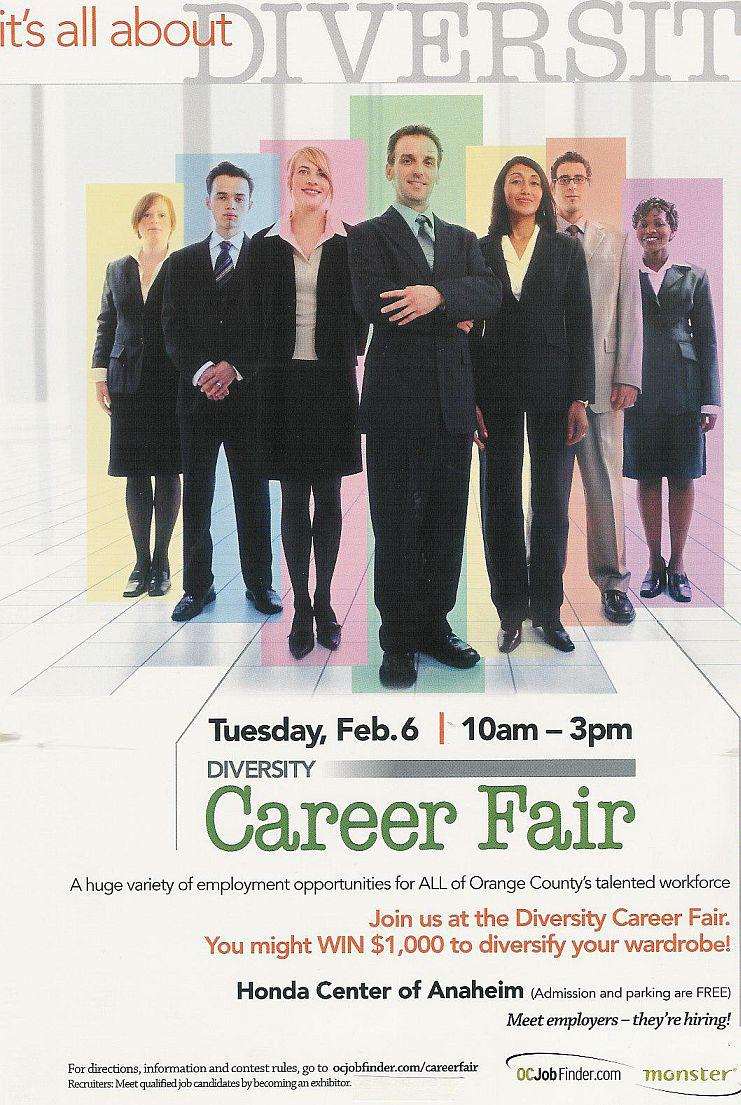 it's all about DIVERSIT
Tuesday, Feb. 6 | 10am – 3pm
DIVERSITY
Career Fair
A huge variety of employment opportunities for ALL of Orange County's talented workforce
Join us at the Diversity Career Fair.
You might WIN $1,000 to diversify your wardrobe!
Honda Center of Anaheim (Admission and parking are FREE)
Meet employers – they're hiring!
For directions, information and contest rules, go to ocjobfinder.com/careerfair
Recruiters: Meet qualified job candidates by becoming an exhibitor.
OCJobFinder.com
monster®